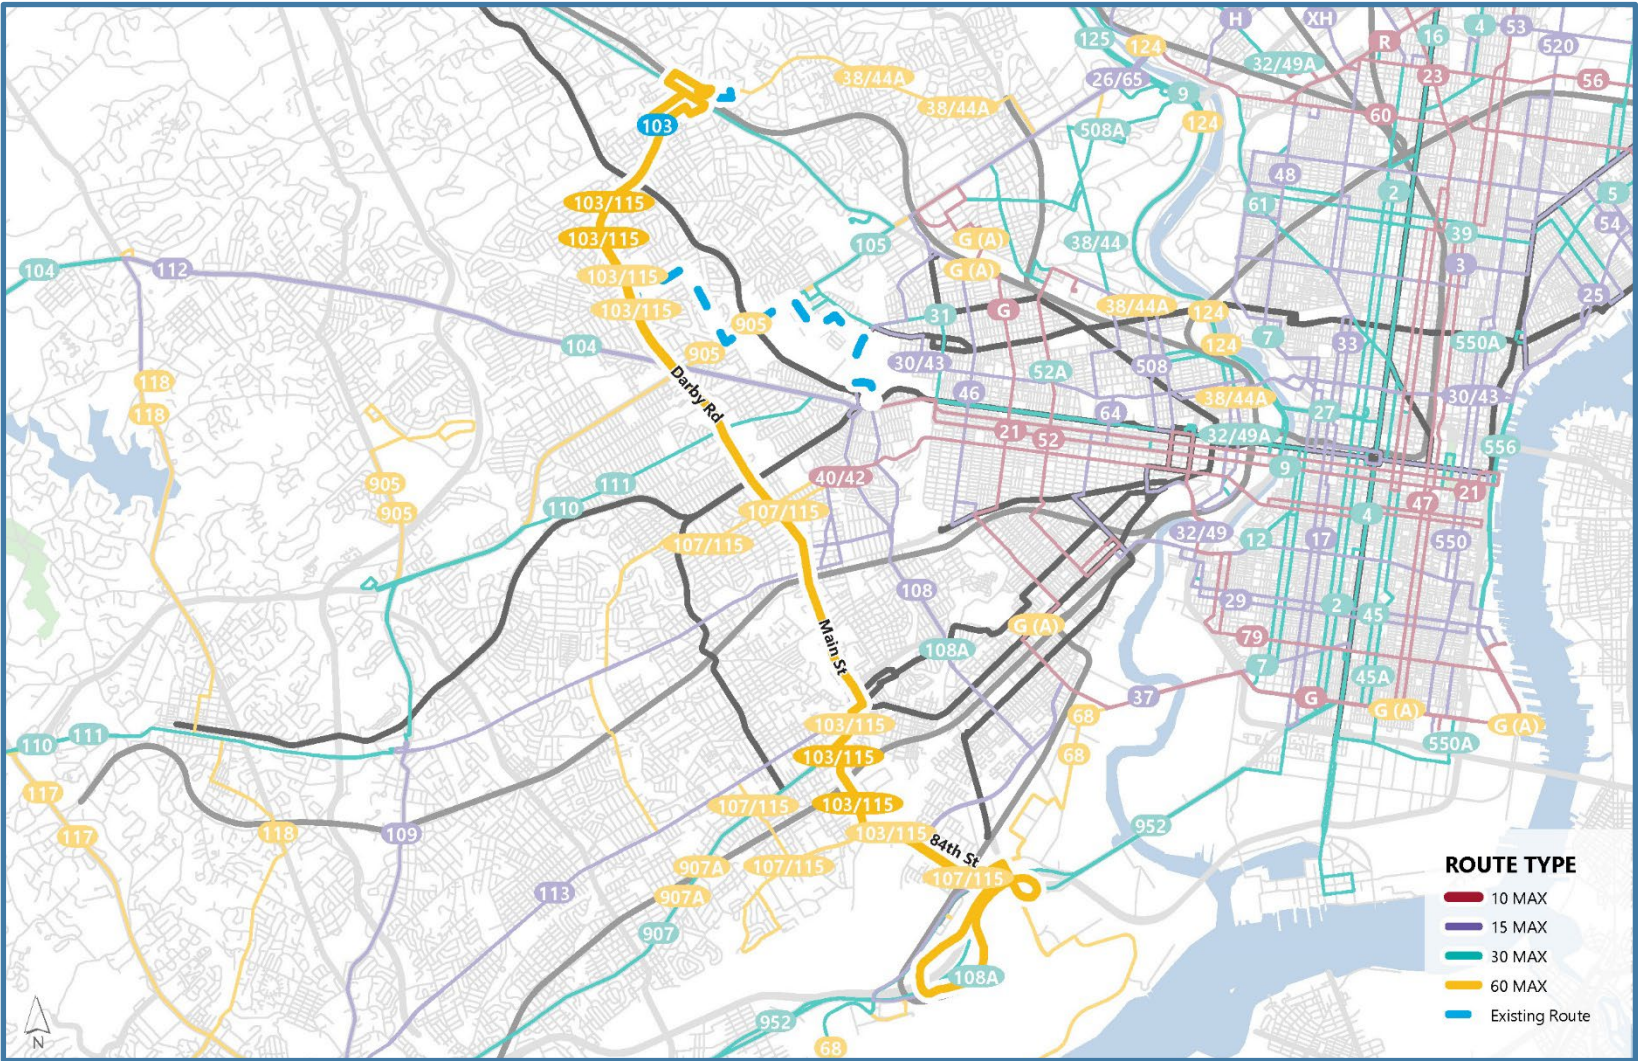 H
XH
4
53
125
124
R
16
520
32/49A
38/44A
26/65
23
56
9
38/44A
60
103
124
508A
48
2
5
103/115
61
54
39
103/115
G (A)
105
38/44
3
104
112
103/115
G (A)
25
103/115
38/44A
124
31
G
905
7
33
550A
104
124
905
30/43
508
52A
118
Darby Rd
46
38/44A
30/43
118
64
27
21
52
32/49A
556
9
40/42
905
111
21
47
110
107/115
905
4
32/49
12
17
550
107/115
108
29
2
45
G (A)
79
Main St
108A
7
45A
37
G
G (A)
68
103/115
G (A)
111
110
550A
68
103/115
117
107/115
103/115
952
109
118
117
103/115
84th St
ROUTE TYPE
907A
107/115
107/115
113
907A
10 MAX
15 MAX
907
30 MAX
108A
60 MAX
Existing Route
952
N
68